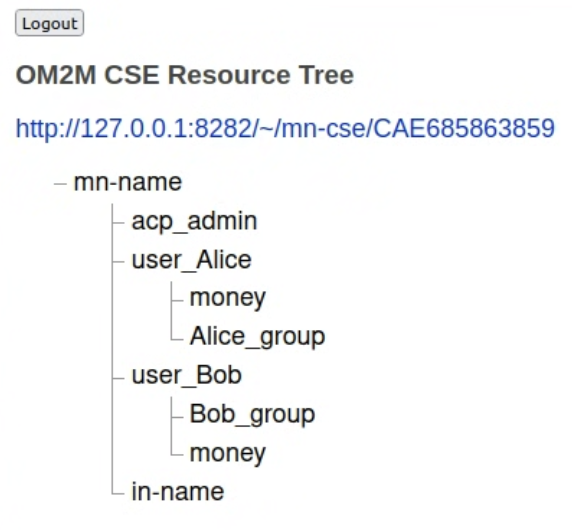 Logout
OM2M CSE Resource Tree
http://127.0.0.1:8282/~/mn-cse/CAE685863859
mn-name
acp_admin
user_Alice
money
Alice_group
user_Bob
Bob_group
money
in-name